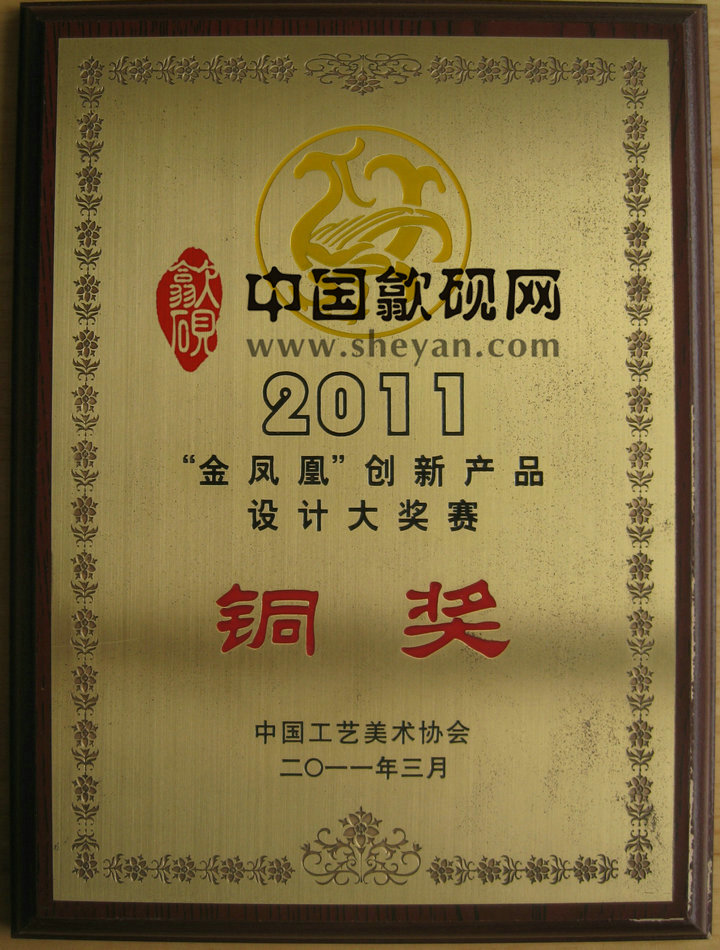 歙砚
中国歙砚网
www.sheyan.com
2011
“金凤凰”创新产品
设计大奖赛
铜奖
中国工艺美术协会
二〇一一年三月